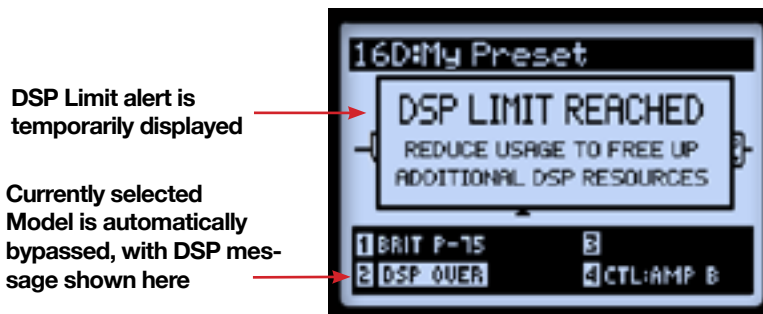 DSP Limit alert is
temporarily displayed
Currently selected
Model is automatically
bypassed, with DSP mes-
sage shown here
16D:My Preset
DSP LIMIT REACHED
REDUCE USAGE TO FREE UP
ADDITIONAL DSP RESOURCES
1 BRIT P-75 3
2 DSP OVER 4 CTL:AMP B